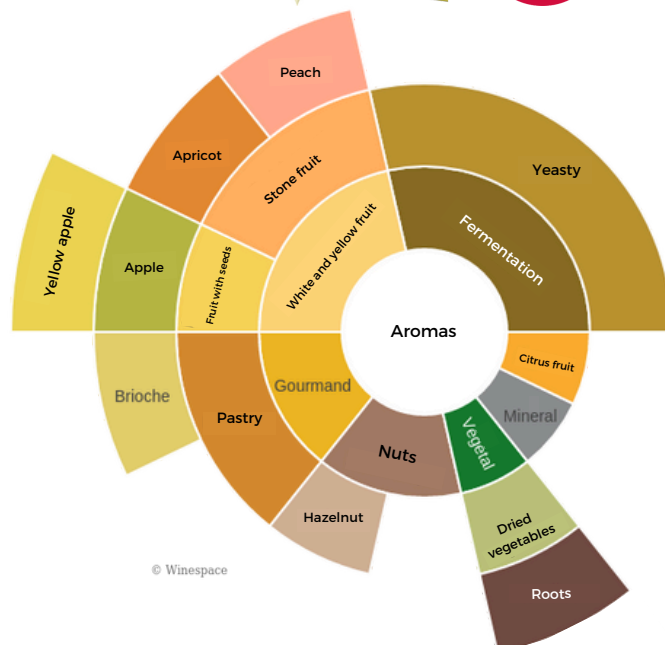 Peach
Apricot
Stone fruit
Yeasty
Yellow apple
Apple
Fruit with seeds
White and yellow fruit
Fermentation
Aromas
Citrus fruit
Brioche
Gourmand
Mineral
Pastry
Nuts
Vegetal
Hazelnut
Dried
vegetables
Roots
© Winespace